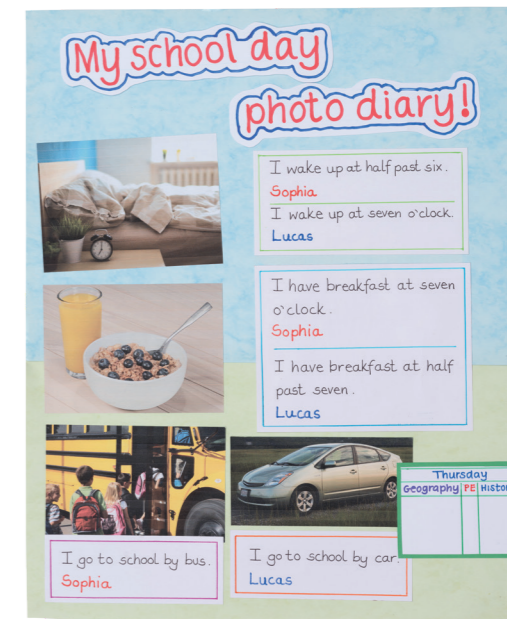 My school day
photo diary!
I wake up at half past six.
Sophia
I wake up at seven o'clock.
Lucas
I have breakfast at seven
o'clock.
Sophia
I have breakfast at half
past seven.
Lucas
I go to school by bus.
Sophia
I go to school by car.
Lucas
Thursday
Geography PE